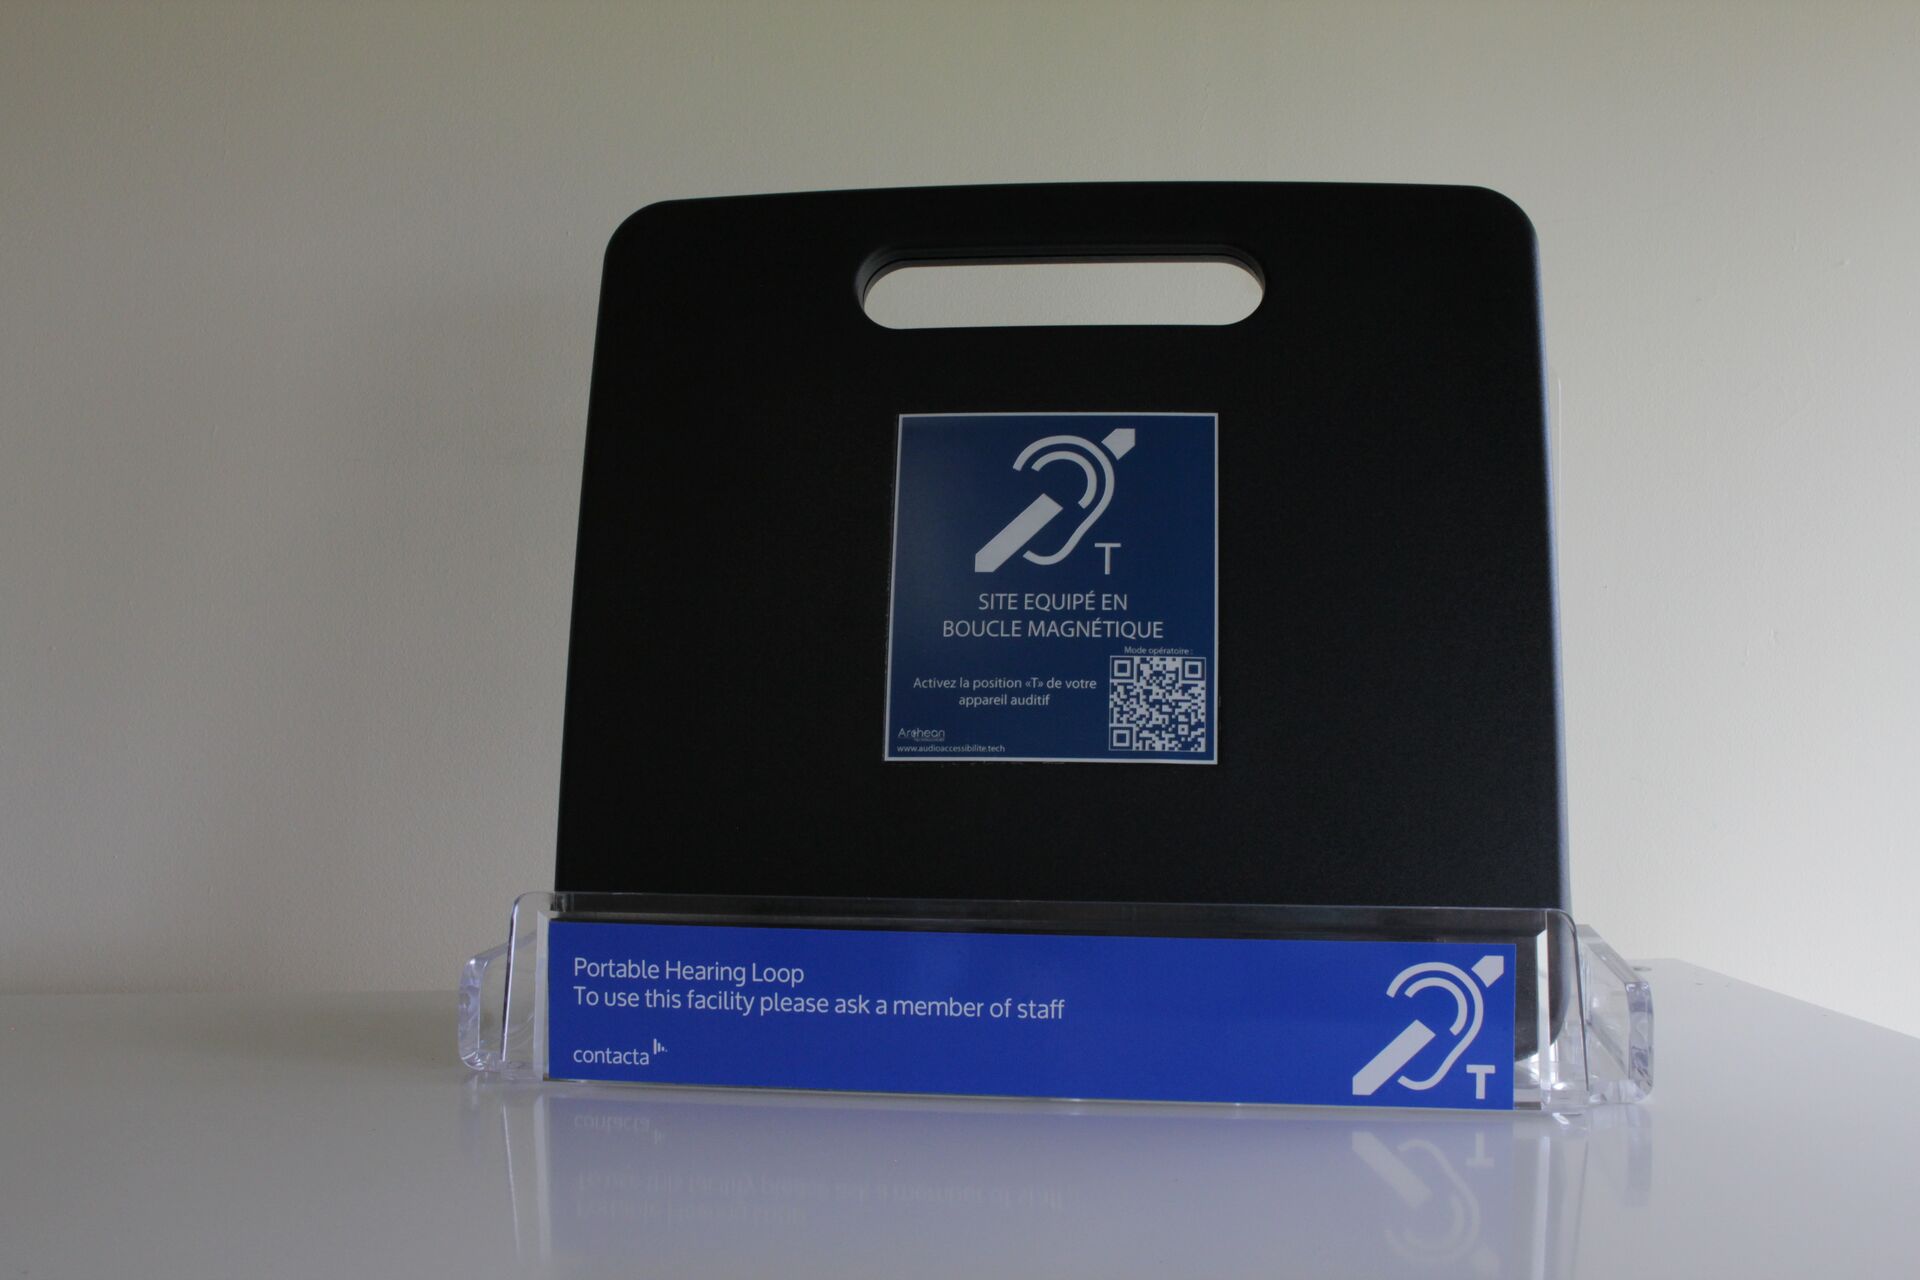 T
SITE EQUIPÉ EN
BOUCLE MAGNÉTIQUE
Mode opératoire :
Activez la position «T» de votre
appareil auditif
Archean
www.audioaccessibilite.tech
Portable Hearing Loop
To use this facility please ask a member of staff
contacta
T